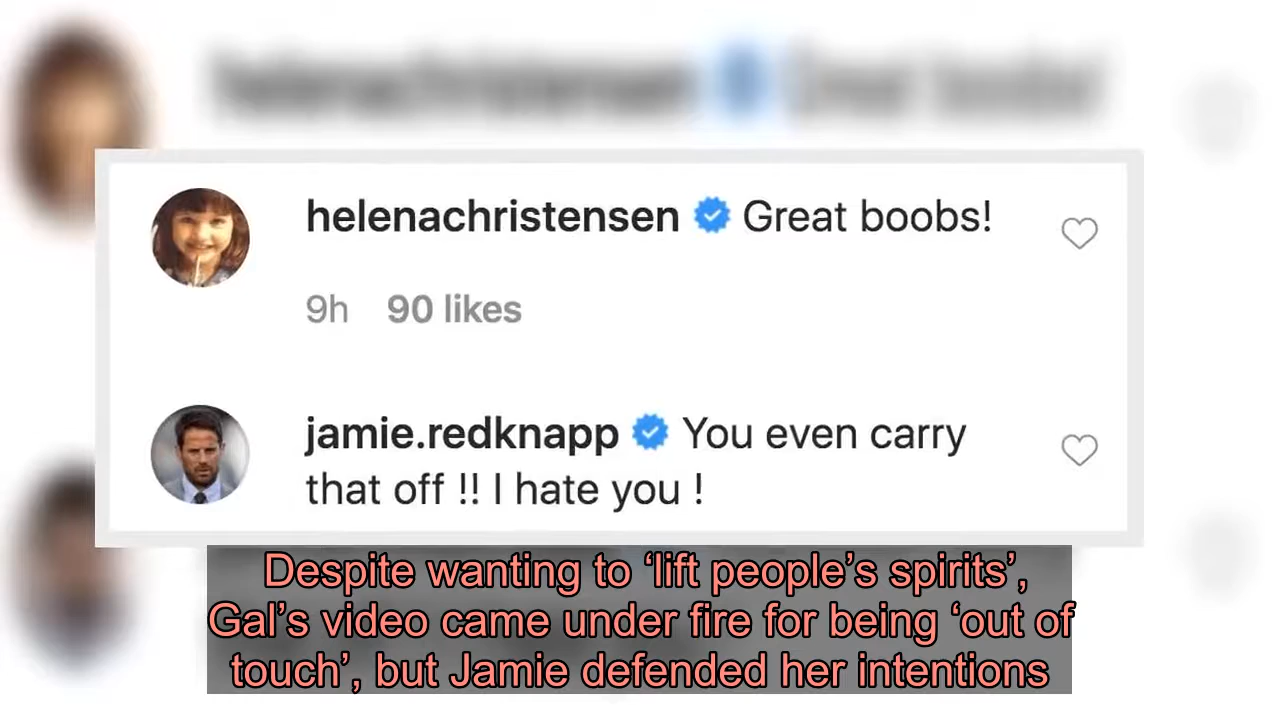 helenachristensen Great boobs!
9h 90 likes
jamie.redknapp You even carry
that off !! I hate you !
Despite wanting to ‘lift people’s spirits’,
Gal’s video came under fire for being ‘out of
touch’, but Jamie defended her intentions